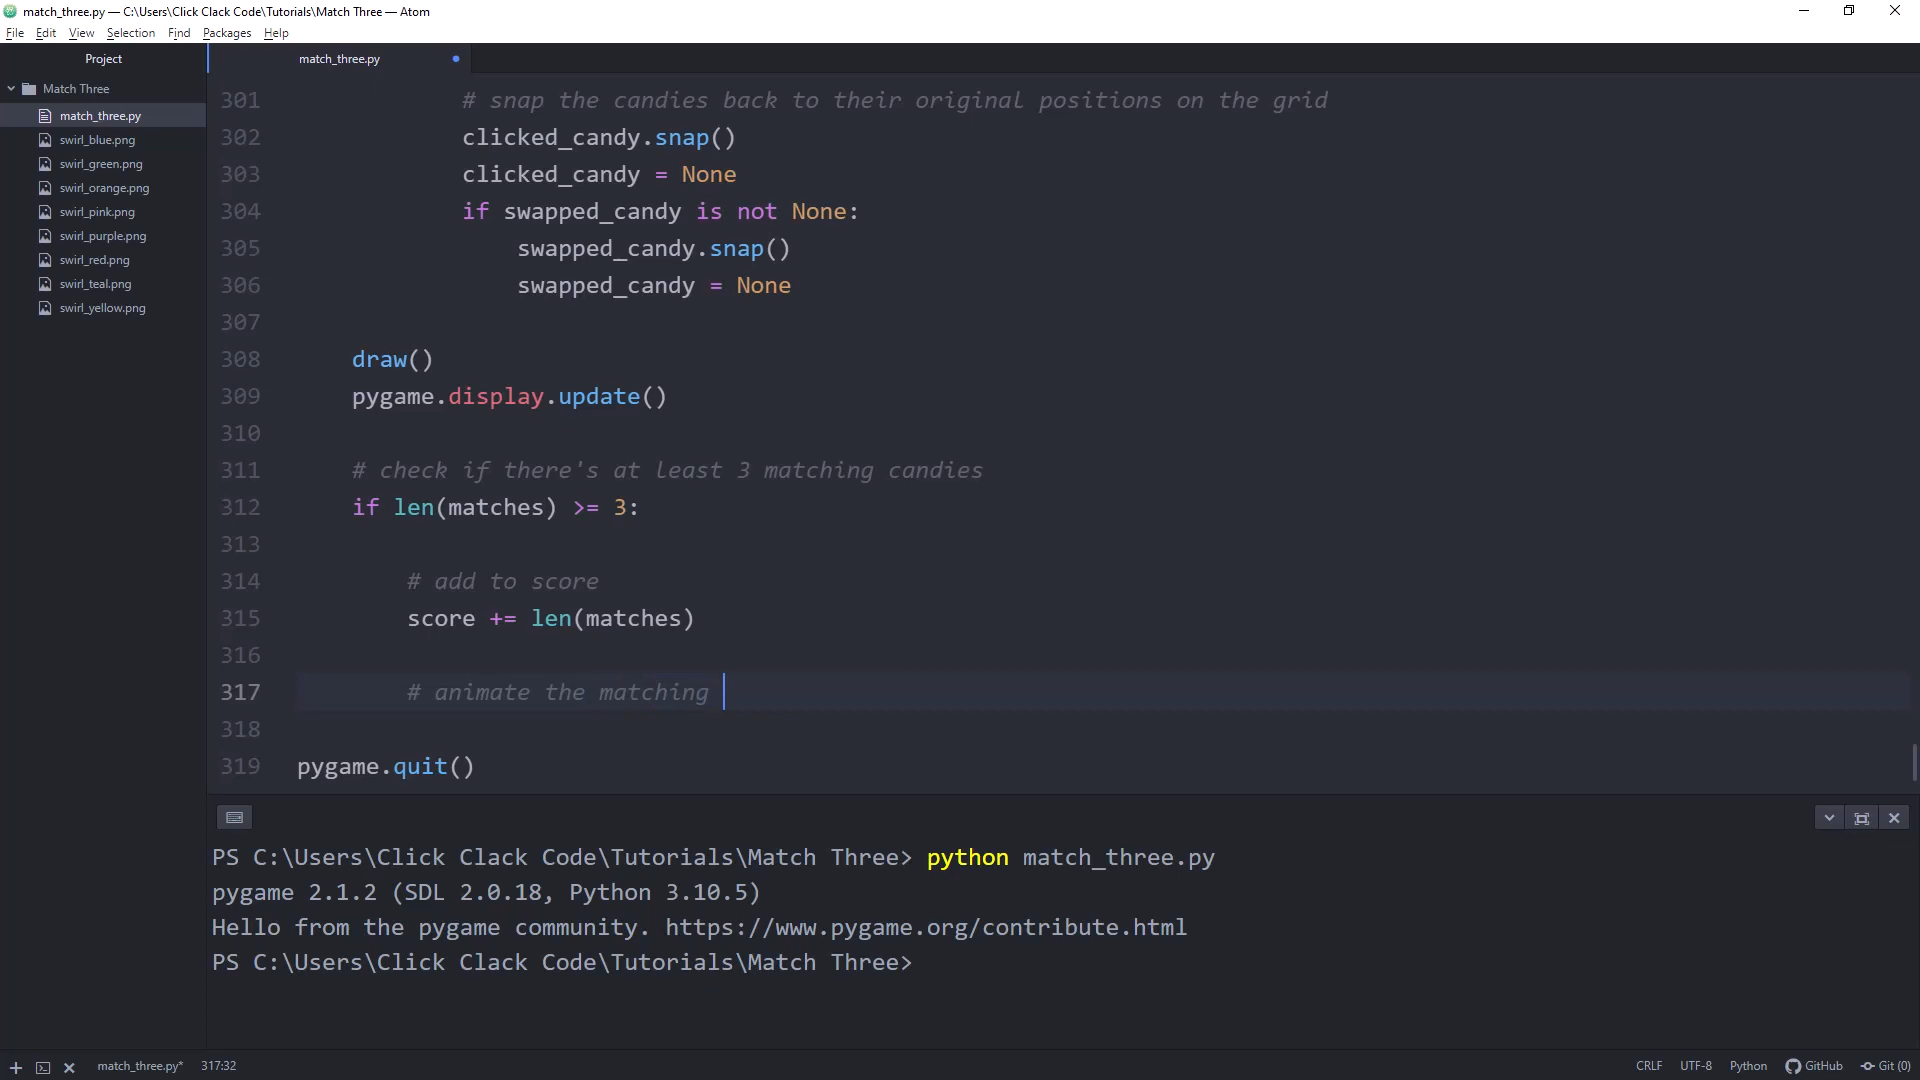 match_three.py — C:\Users\Click Clack Code\Tutorials\Match Three — Atom
File Edit View Selection Find Packages Help
Project
match_three.py
Match Three
match_three.py
swirl_blue.png
swirl_green.png
swirl_orange.png
swirl_pink.png
swirl_purple.png
swirl_red.png
swirl_teal.png
swirl_yellow.png
301 # snap the candies back to their original positions on the grid
302 clicked_candy.snap()
303 clicked_candy = None
304 if swapped_candy is not None:
305 swapped_candy.snap()
306 swapped_candy = None
307
308 draw()
309 pygame.display.update()
310
311 # check if there's at least 3 matching candies
312 if len(matches) >= 3:
313
314 # add to score
315 score += len(matches)
316
317 # animate the matching
318
319 pygame.quit()
PS C:\Users\Click Clack Code\Tutorials\Match Three> python match_three.py
pygame 2.1.2 (SDL 2.0.18, Python 3.10.5)
Hello from the pygame community. https://www.pygame.org/contribute.html
PS C:\Users\Click Clack Code\Tutorials\Match Three>
match_three.py* 317:32 CRLF UTF-8 Python GitHub Git (0)